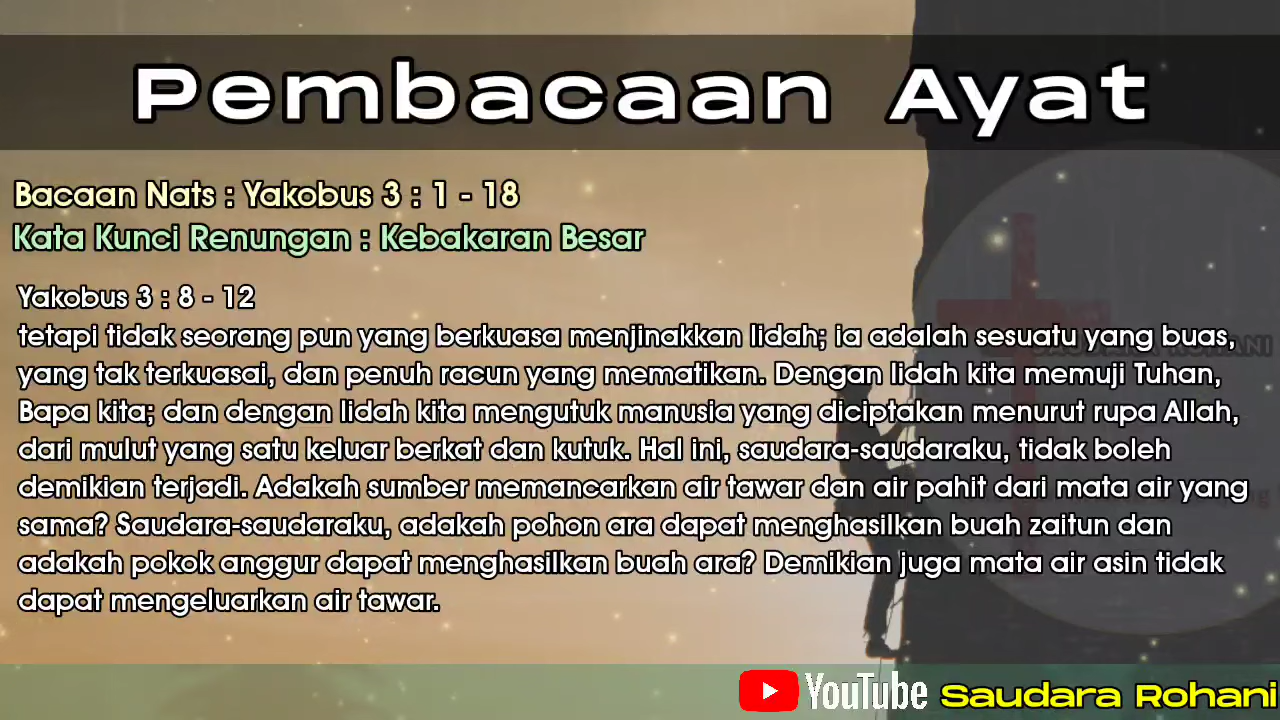 Pembacaan Ayat
Bacaan Nats : Yakobus 3 : 1 - 18
Kata Kunci Renungan : Kebakaran Besar
Yakobus 3 : 8 - 12
tetapi tidak seorang pun yang berkuasa menjinakkan lidah; ia adalah sesuatu yang buas,
yang tak terkuasai, dan penuh racun yang mematikan. Dengan lidah kita memuji Tuhan,
Bapa kita; dan dengan lidah kita mengutuk manusia yang diciptakan menurut rupa Allah,
dari mulut yang satu keluar berkat dan kutuk. Hal ini, saudara-saudaraku, tidak boleh
demikian terjadi. Adakah sumber memancarkan air tawar dan air pahit dari mata air yang
sama? Saudara-saudaraku, adakah pohon ara dapat menghasilkan buah zaitun dan
adakah pokok anggur dapat menghasilkan buah ara? Demikian juga mata air asin tidak
dapat mengeluarkan air tawar.
SAUDARA ROHANI
YouTube Saudara Rohani